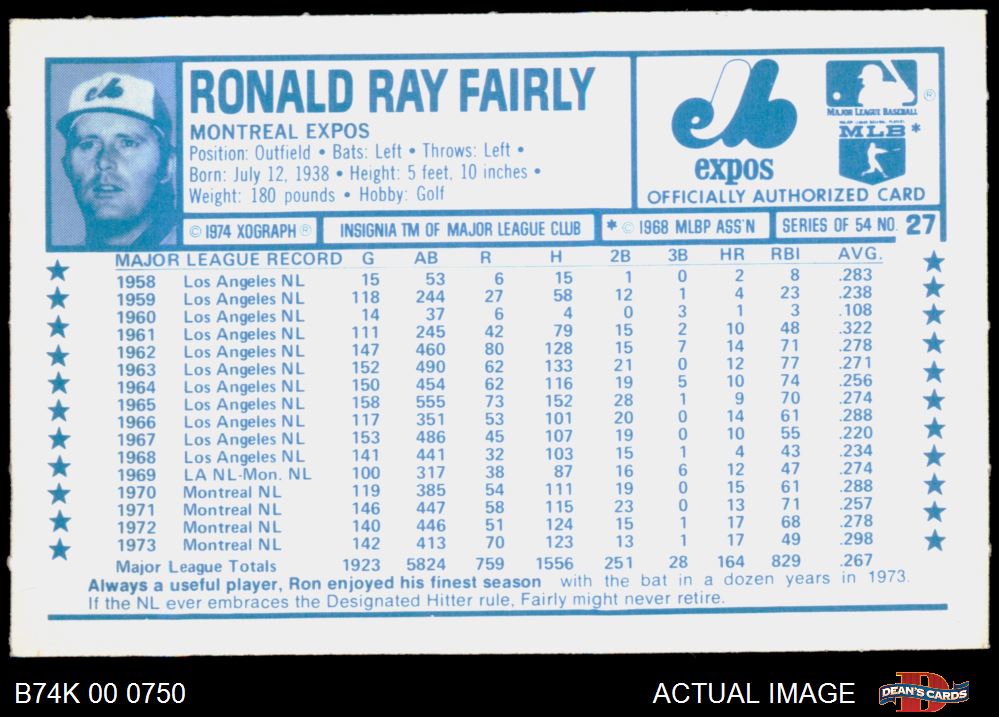 eb
RONALD RAY FAIRLY
MONTREAL EXPOS
Position: Outfield • Bats: Left • Throws: Left •
Born: July 12, 1938 • Height: 5 feet, 10 inches •
Weight: 180 pounds • Hobby: Golf
eb
expos
®
MAJOR LEAGUE BASEBALL
MAJOR LEAGUE BASEBALL PLAYERS
MLB*
OFFICIALLY AUTHORIZED CARD
© 1974 XOGRAPH ® INSIGNIA TM OF MAJOR LEAGUE CLUB * © 1968 MLBP ASS'N SERIES OF 54 NO. 27
MAJOR LEAGUE RECORD G AB R H 2B 3B HR RBI AVG.
1958 Los Angeles NL 15 53 6 15 1 0 2 8 .283
1959 Los Angeles NL 118 244 27 58 12 1 4 23 .238
1960 Los Angeles NL 14 37 6 4 0 3 1 3 .108
1961 Los Angeles NL 111 245 42 79 15 2 10 48 .322
1962 Los Angeles NL 147 460 80 128 15 7 14 71 .278
1963 Los Angeles NL 152 490 62 133 21 0 12 77 .271
1964 Los Angeles NL 150 454 62 116 19 5 10 74 .256
1965 Los Angeles NL 158 555 73 152 28 1 9 70 .274
1966 Los Angeles NL 117 351 53 101 20 0 14 61 .288
1967 Los Angeles NL 153 486 45 107 19 0 10 55 .220
1968 Los Angeles NL 141 441 32 103 15 1 4 43 .234
1969 LA NL-Mon. NL 100 317 38 87 16 6 12 47 .274
1970 Montreal NL 119 385 54 111 19 0 15 61 .288
1971 Montreal NL 146 447 58 115 23 0 13 71 .257
1972 Montreal NL 140 446 51 124 15 1 17 68 .278
1973 Montreal NL 142 413 70 123 13 1 17 49 .298
Major League Totals 1923 5824 759 1556 251 28 164 829 .267
Always a useful player, Ron enjoyed his finest season with the bat in a dozen years in 1973.
If the NL ever embraces the Designated Hitter rule, Fairly might never retire.
B74K 00 0750
ACTUAL IMAGE
DEAN'S CARDS